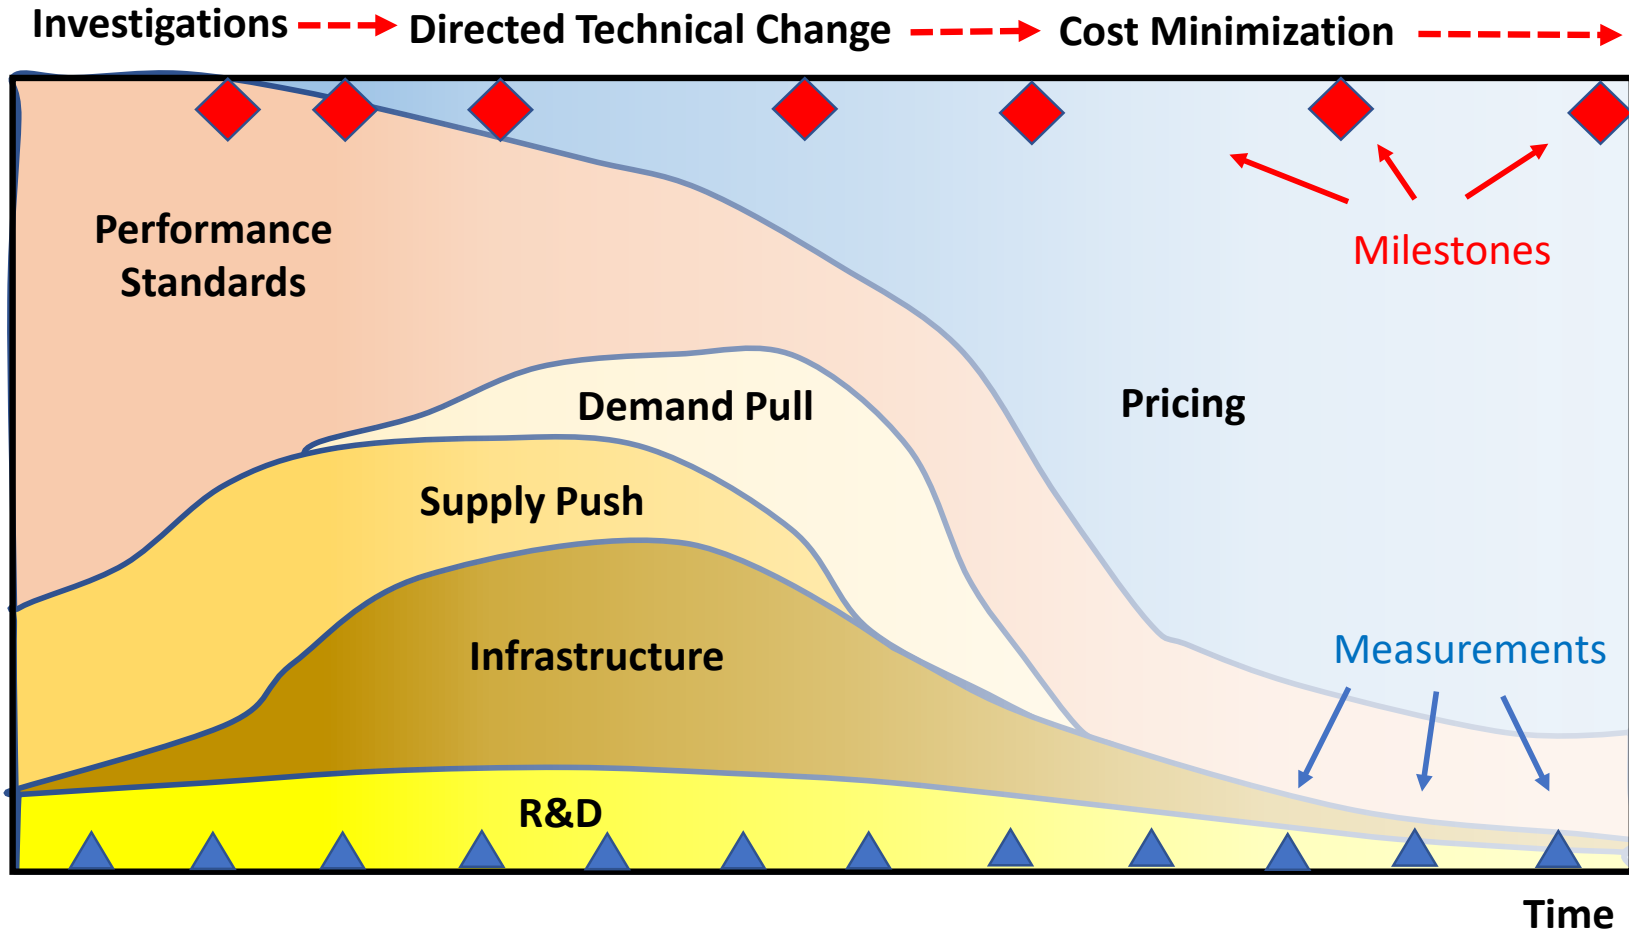 Investigations
Directed Technical Change
Cost Minimization
Performance
Standards
Milestones
Demand Pull
Pricing
Supply Push
Infrastructure
Measurements
R&D
Time